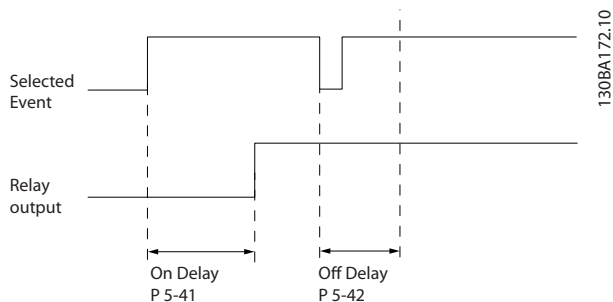 130BA172.10
Selected
Event
Relay
output
On Delay
P 5-41
Off Delay
P 5-42